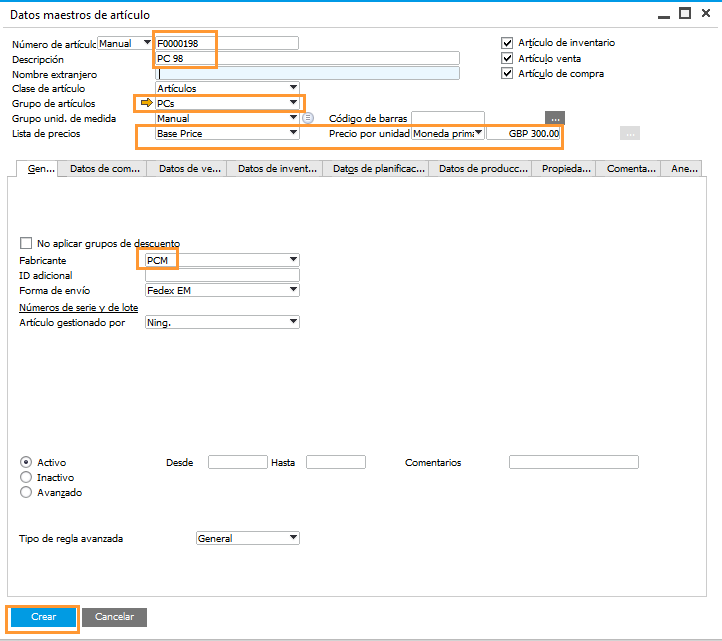 Datos maestros de artículo
Número de artículo Manual F0000198 Artículo de inventario
Descripción PC 98 Artículo venta
Nombre extranjero Artículo de compra
Clase de artículo Artículos
Grupo de artículos PCs
Grupo unid. de medida Manual Código de barras ...
Lista de precios Base Price Precio por unidad Moneda prima GBP 300.00 ...
Gen... Datos de com... Datos de ve... Datos de invent... Datos de planificac... Datos de producc... Propieda... Comenta... Ane...
No aplicar grupos de descuento
Fabricante PCM
ID adicional
Forma de envío Fedex EM
Números de serie y de lote
Artículo gestionado por Ning.
Activo Desde Hasta Comentarios
Inactivo
Avanzado
Tipo de regla avanzada General
Crear Cancelar